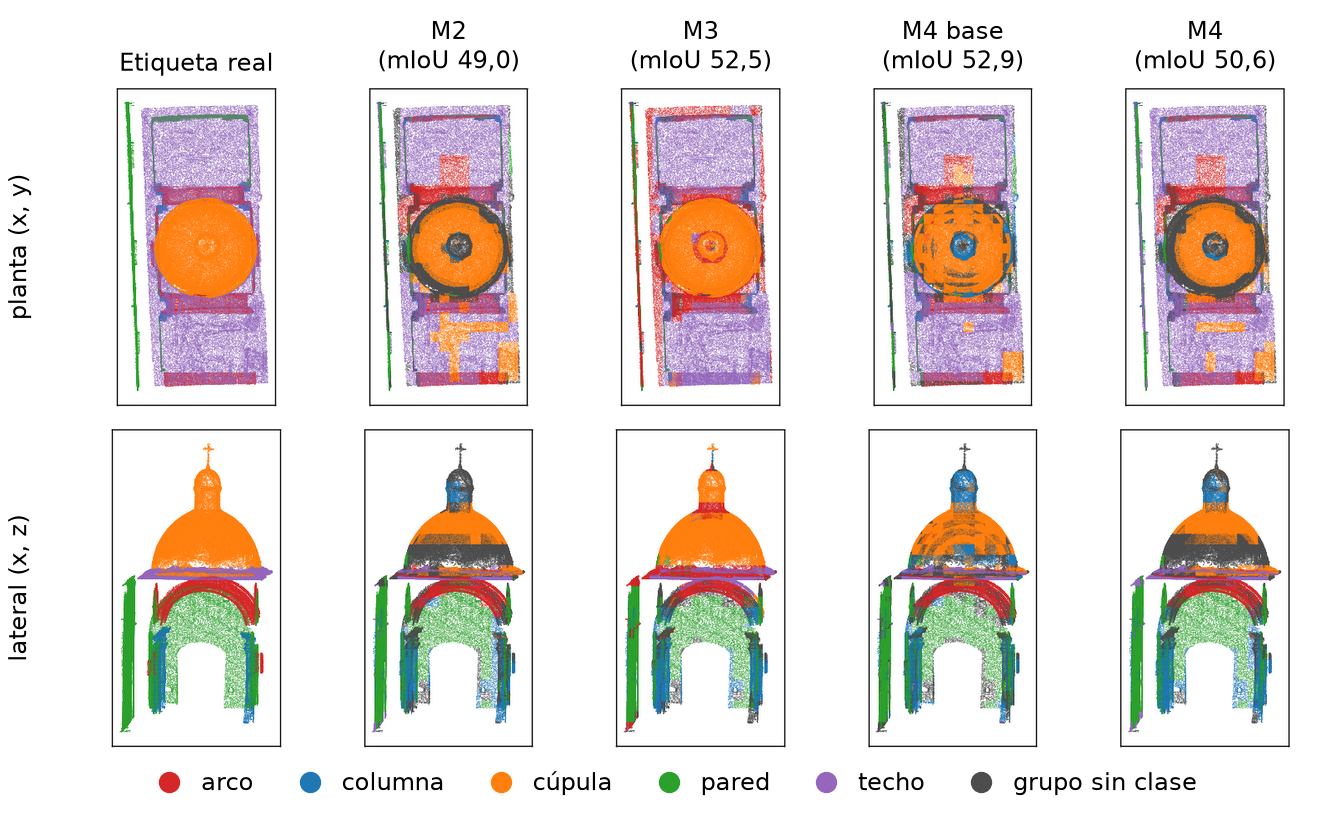 Etiqueta real
M2
(mIoU 49,0)
M3
(mIoU 52,5)
M4 base
(mIoU 52,9)
M4
(mIoU 50,6)
planta (x, y)
lateral (x, z)
arco
columna
cúpula
pared
techo
grupo sin clase